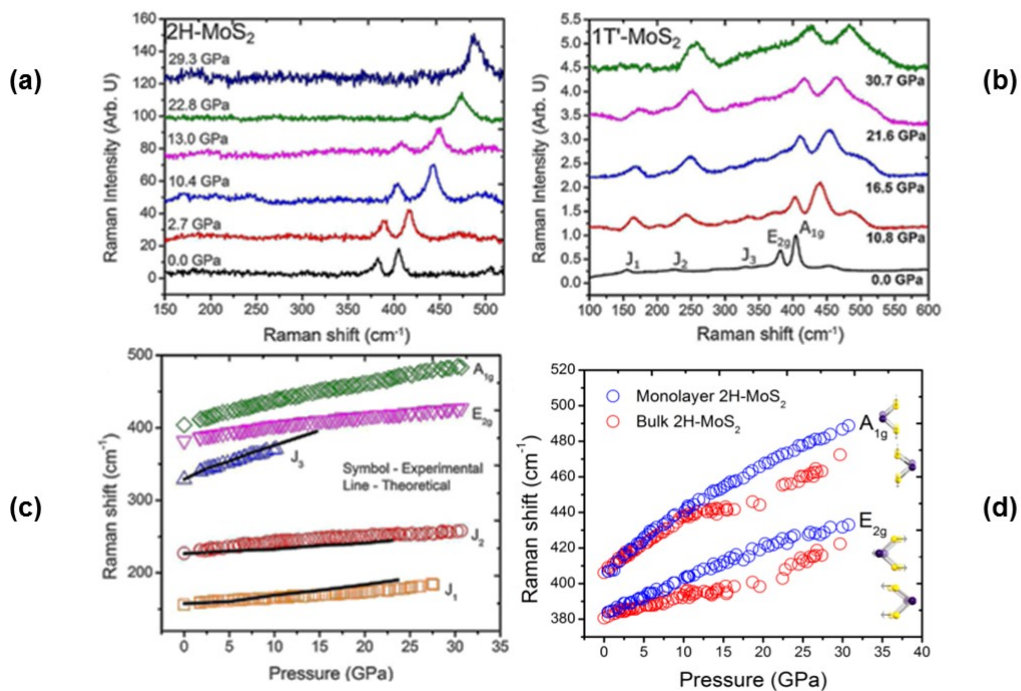 (a)
2H-MoS2
29.3 GPa
22.8 GPa
13.0 GPa
10.4 GPa
2.7 GPa
0.0 GPa
160
140
120
100
80
60
40
20
0
Raman Intensity (Arb. U)
150 200 250 300 350 400 450 500
Raman shift (cm-1)
(b)
1T'-MoS2
30.7 GPa
21.6 GPa
16.5 GPa
10.8 GPa
0.0 GPa
J1 J2 J3 E2g A1g
5.5
5.0
4.5
4.0
3.5
3.0
2.5
2.0
1.5
1.0
0.5
0.0
Raman Intensity (Arb. U)
100 150 200 250 300 350 400 450 500 550 600
Raman shift (cm-1)
(c)
A1g
E2g
J3
Symbol - Experimental
Line - Theoretical
J2
J1
500
400
300
200
Raman shift (cm-1)
0 5 10 15 20 25 30 35
Pressure (GPa)
(d)
Monolayer 2H-MoS2
Bulk 2H-MoS2
A1g
E2g
520
500
480
460
440
420
400
380
Raman shift (cm-1)
0 5 10 15 20 25 30 35 40
Pressure (GPa)